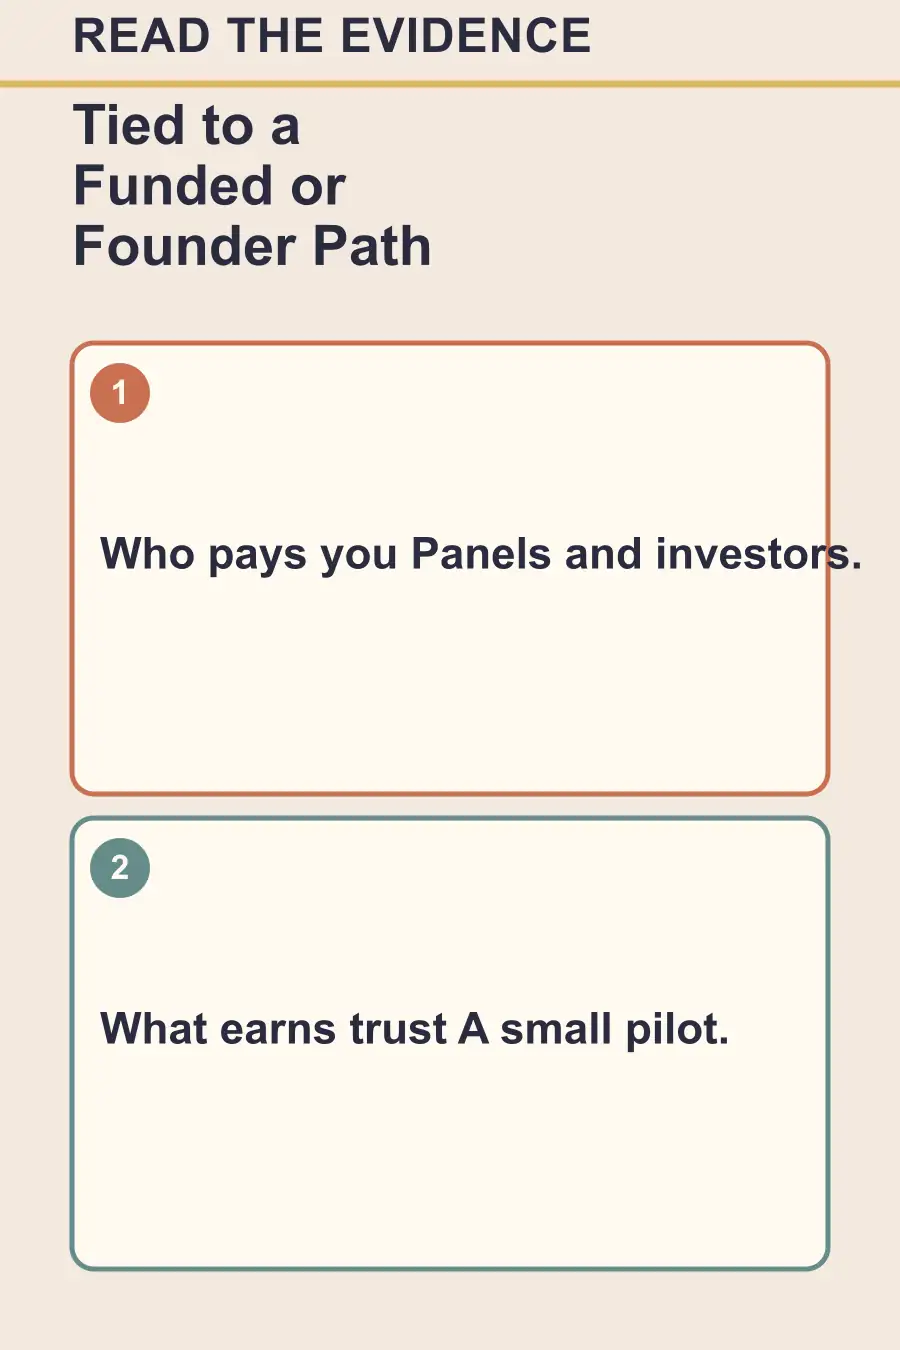 READ THE EVIDENCE
Tied to a
Funded or
Founder Path
1
Who pays you Panels and investors.
2
What earns trust A small pilot.